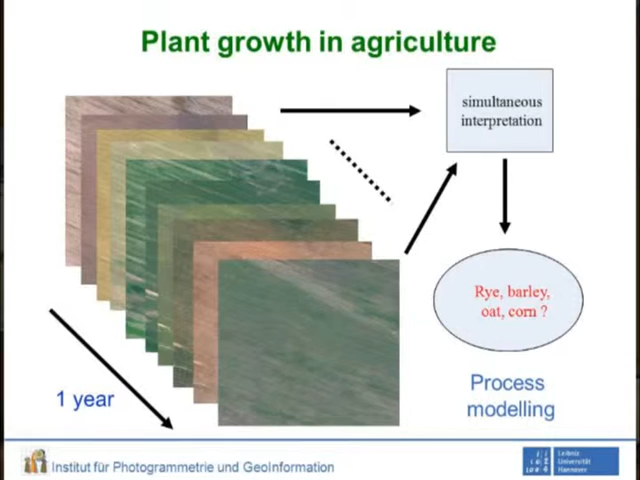 Plant growth in agriculture
simultaneous
interpretation
Rye, barley,
oat, corn ?
1 year
Process
modelling
Institut für Photogrammetrie und GeoInformation
Leibniz
Universität
Hannover